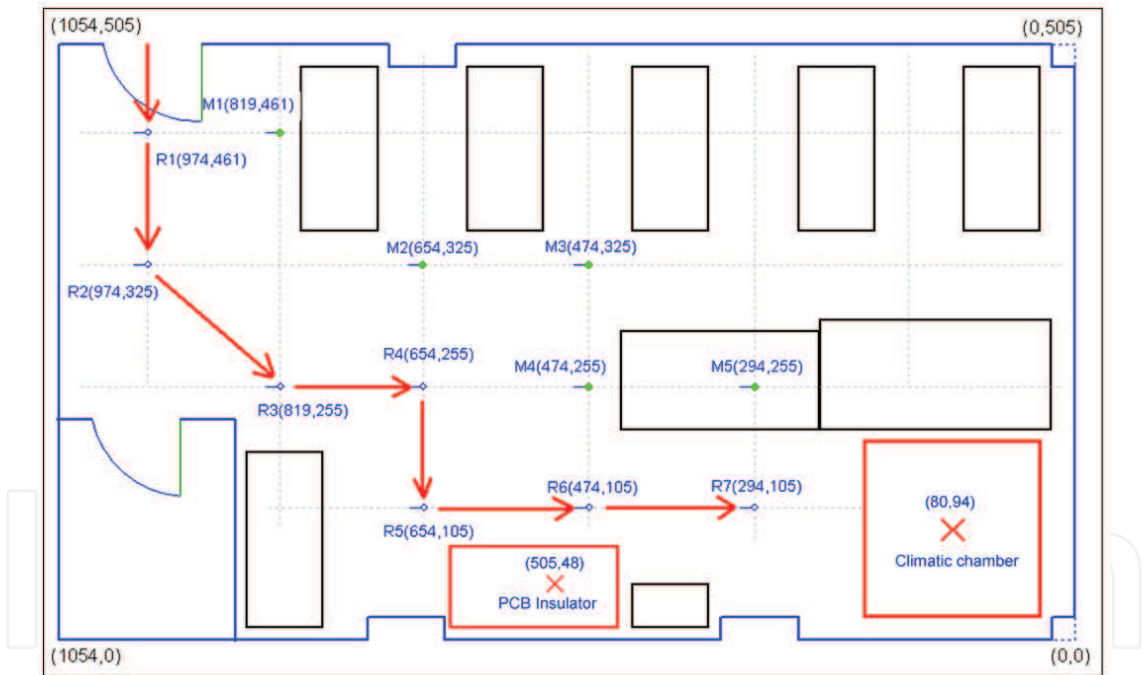 (1054,505)
(0,505)
M1(819,461)
R1(974,461)
M2(654,325)
M3(474,325)
R2(974,325)
R4(654,255)
M4(474,255)
M5(294,255)
R3(819,255)
R6(474,105)
R7(294,105)
R5(654,105)
(80,94)
Climatic chamber
(505,48)
PCB Insulator
(1054,0)
(0,0)